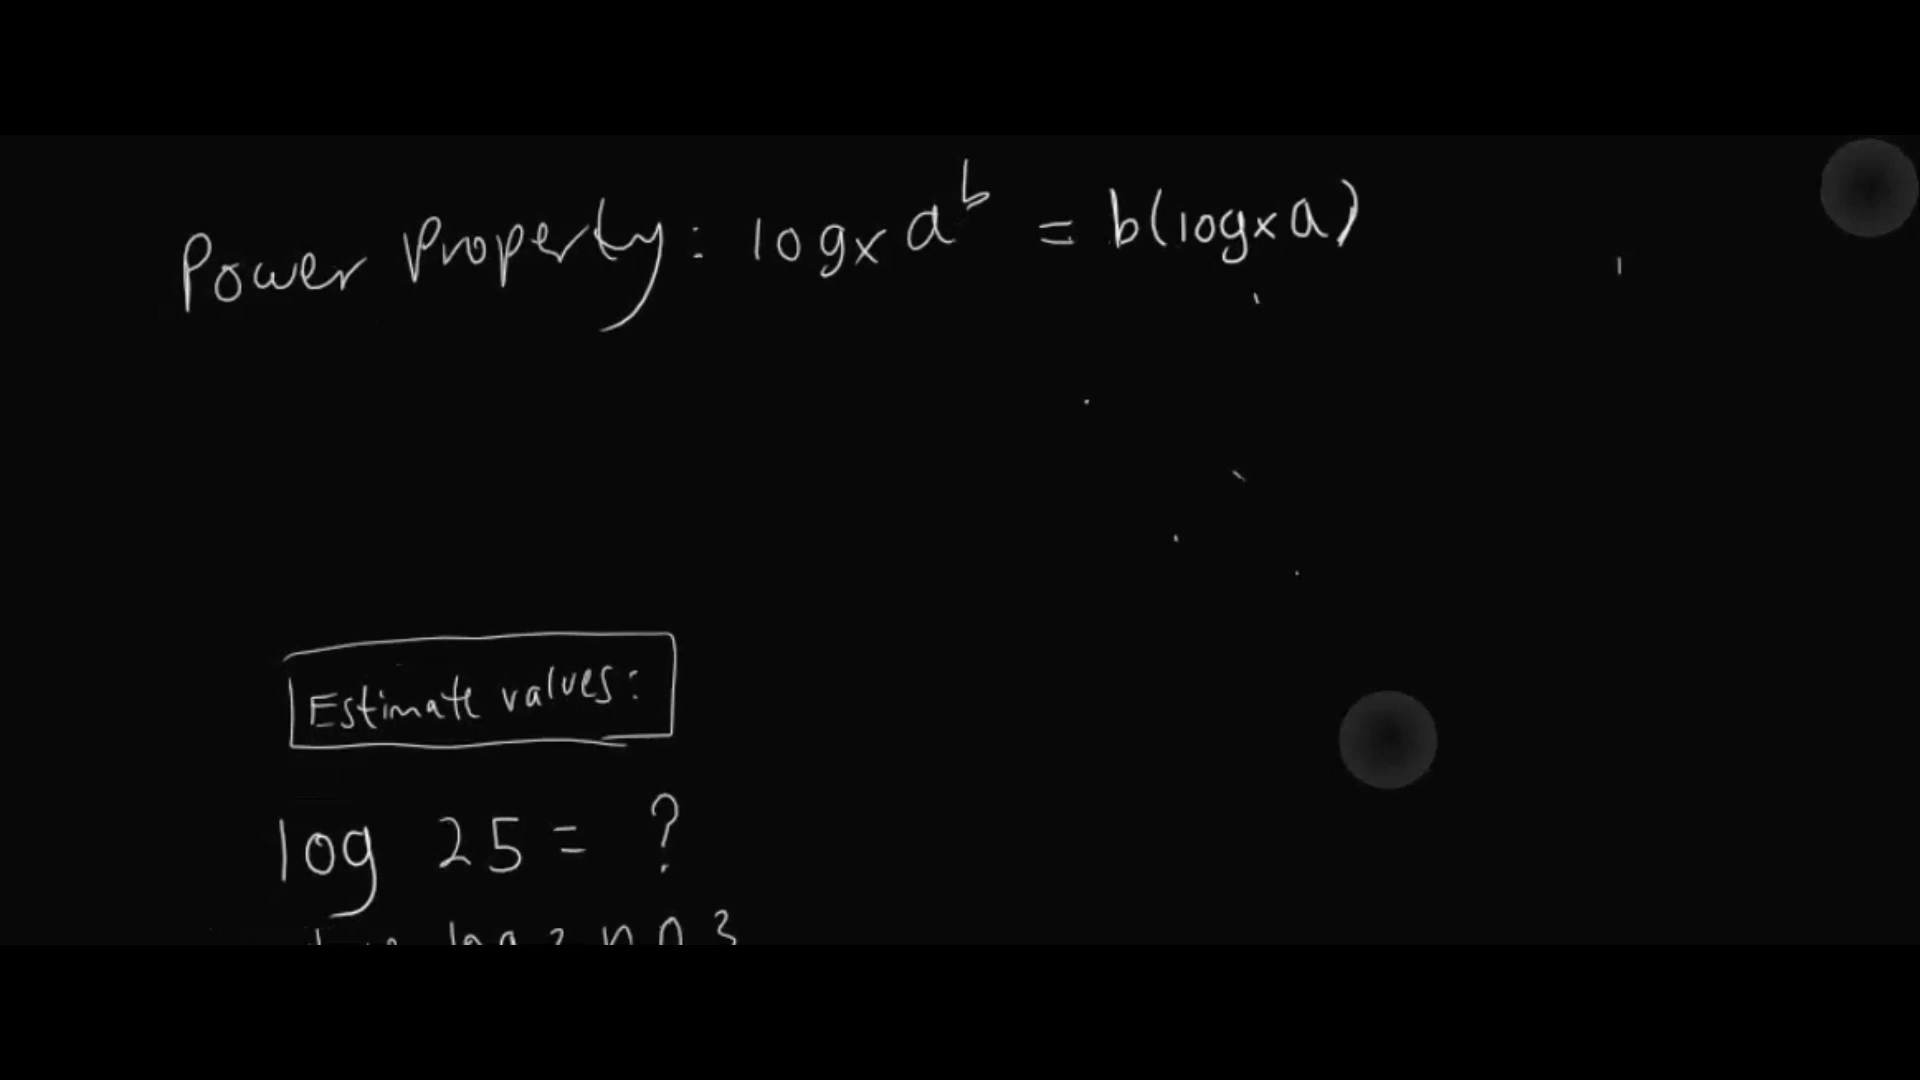 Power Property: logx a^b = b(logx a)
Estimate values:
log 25 = ?